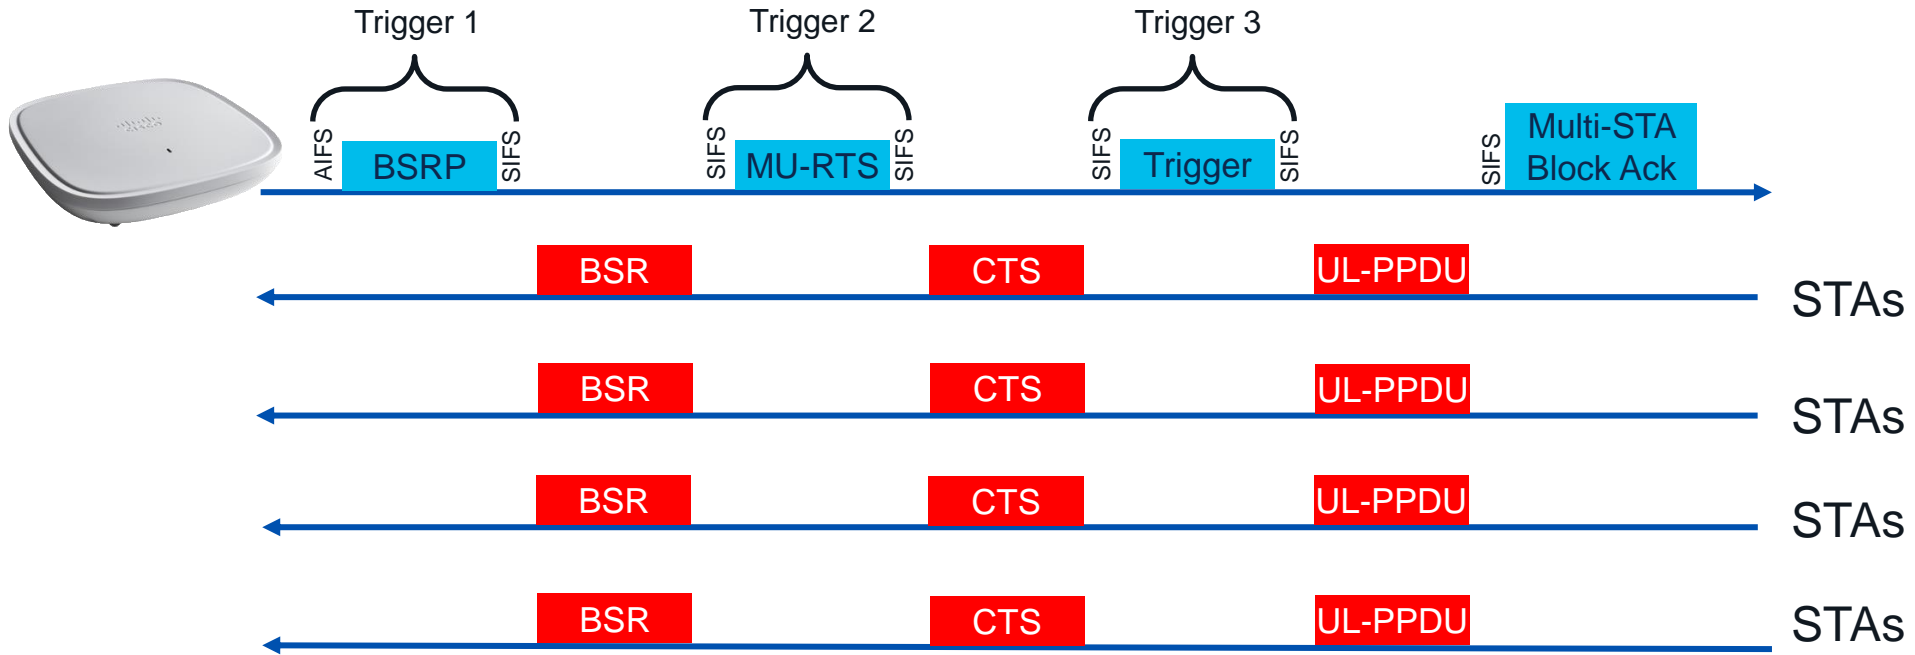 Trigger 1
Trigger 2
Trigger 3
AIFS
BSRP
SIFS
SIFS
MU-RTS
SIFS
SIFS
Trigger
SIFS
SIFS
Multi-STA
Block Ack
BSR
CTS
UL-PPDU
STAs
BSR
CTS
UL-PPDU
STAs
BSR
CTS
UL-PPDU
STAs
BSR
CTS
UL-PPDU
STAs